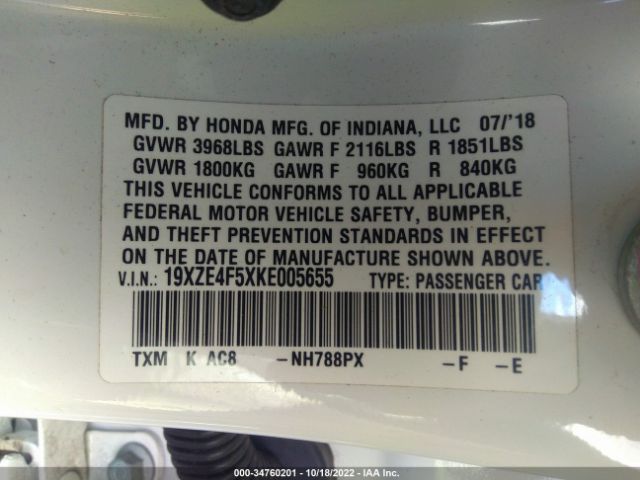 MFD. BY HONDA MFG. OF INDIANA, LLC 07/'18
GVWR 3968LBS GAWR F 2116LBS R 1851LBS
GVWR 1800KG GAWR F 960KG R 840KG
THIS VEHICLE CONFORMS TO ALL APPLICABLE
FEDERAL MOTOR VEHICLE SAFETY, BUMPER,
AND THEFT PREVENTION STANDARDS IN EFFECT
ON THE DATE OF MANUFACTURE SHOWN ABOVE.
V.I.N.: 19XZE4F5XKE005655 TYPE: PASSENGER CAR
TXM K AC8 -NH788PX -F -E
000-34760201 - 10/18/2022 - IAA Inc.